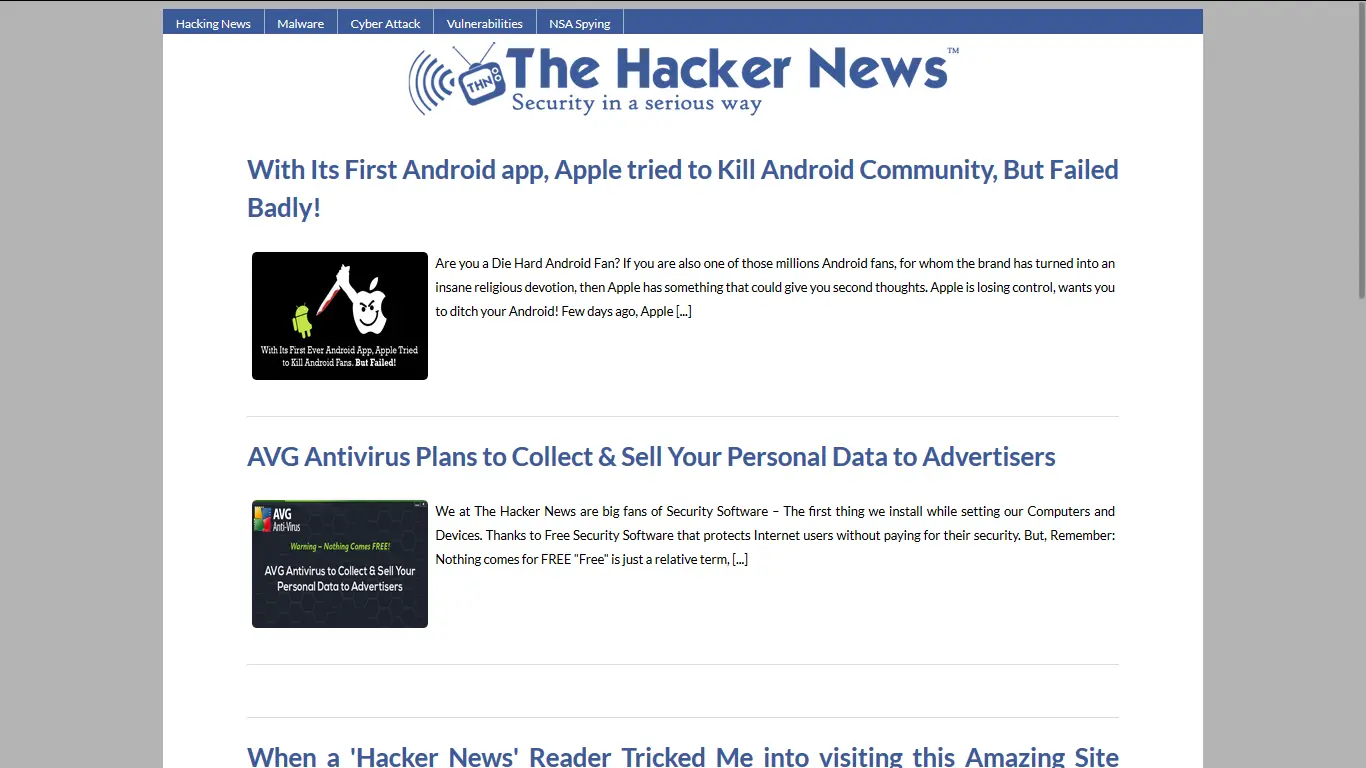 Hacking News
Malware
Cyber Attack
Vulnerabilities
NSA Spying
THN
The Hacker News™
Security in a serious way
With Its First Android app, Apple tried to Kill Android Community, But Failed
Badly!
With Its First Ever Android App, Apple Tried
to Kill Android Fans. But Failed!
Are you a Die Hard Android Fan? If you are also one of those millions Android fans, for whom the brand has turned into an
insane religious devotion, then Apple has something that could give you second thoughts. Apple is losing control, wants you
to ditch your Android! Few days ago, Apple [...]
AVG Antivirus Plans to Collect & Sell Your Personal Data to Advertisers
AVG
Anti-Virus
Warning – Nothing Comes FREE!
AVG Antivirus to Collect & Sell Your
Personal Data to Advertisers
We at The Hacker News are big fans of Security Software – The first thing we install while setting our Computers and
Devices. Thanks to Free Security Software that protects Internet users without paying for their security. But, Remember:
Nothing comes for FREE "Free" is just a relative term, [...]
When a 'Hacker News' Reader Tricked Me into visiting this Amazing Site